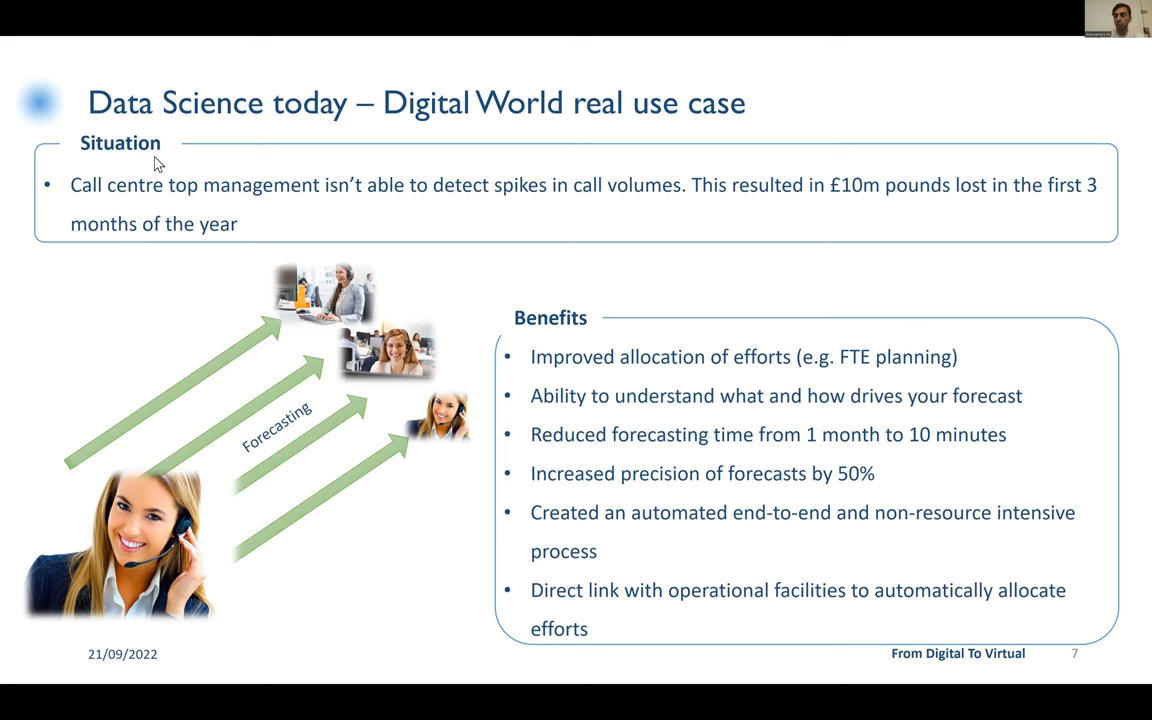 Data Science today – Digital World real use case
Situation
• Call centre top management isn't able to detect spikes in call volumes. This resulted in £10m pounds lost in the first 3
months of the year
Forecasting
Benefits
• Improved allocation of efforts (e.g. FTE planning)
• Ability to understand what and how drives your forecast
• Reduced forecasting time from 1 month to 10 minutes
• Increased precision of forecasts by 50%
• Created an automated end-to-end and non-resource intensive
process
• Direct link with operational facilities to automatically allocate
efforts
21/09/2022
From Digital To Virtual
7